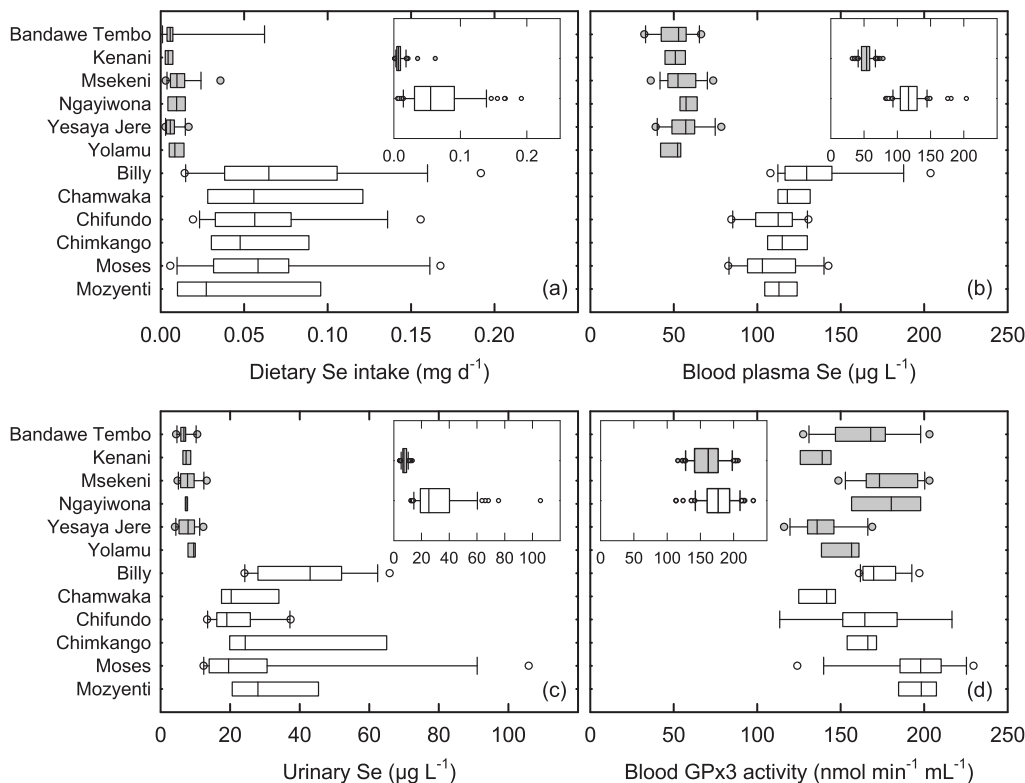 Bandawe Tembo
Kenani
Msekeni
Ngayiwona
Yesaya Jere
Yolamu
Billy
Chamwaka
Chifundo
Chimkango
Moses
Mozyenti
0.0 0.1 0.2
(a)
0.00 0.05 0.10 0.15 0.20
Dietary Se intake (mg d⁻¹)
0 50 100 150 200
(b)
0 50 100 150 200 250
Blood plasma Se (µg L⁻¹)
Bandawe Tembo
Kenani
Msekeni
Ngayiwona
Yesaya Jere
Yolamu
Billy
Chamwaka
Chifundo
Chimkango
Moses
Mozyenti
0 20 40 60 80 100
(c)
0 20 40 60 80 100
Urinary Se (µg L⁻¹)
0 50 100 150 200
(d)
0 50 100 150 200 250
Blood GPx3 activity (nmol min⁻¹ mL⁻¹)